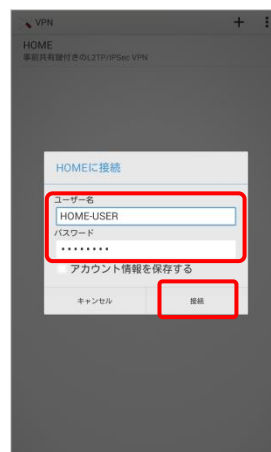 VPN
HOME
事前共有鍵付きのL2TP/IPSec VPN
HOMEに接続
ユーザー名
HOME-USER
パスワード
••••••••
アカウント情報を保存する
キャンセル
接続